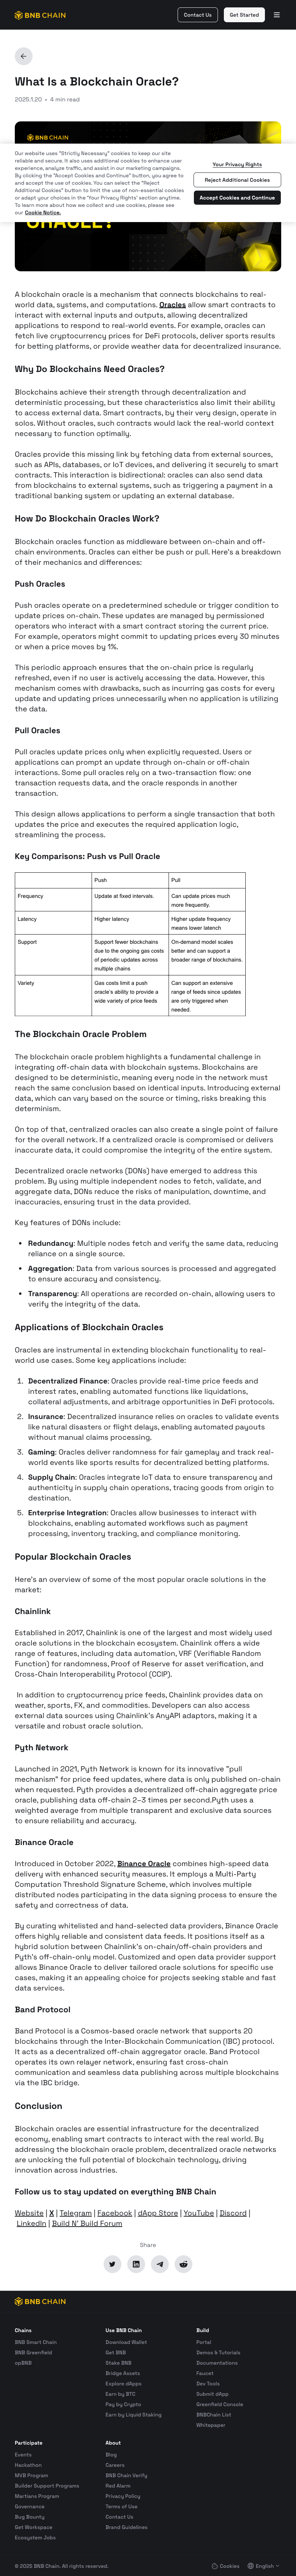 BNB CHAIN
Contact Us
Get Started
What Is a Blockchain Oracle?
2025.1.20 • 4 min read
BNB CHAIN
Our website uses "Strictly Necessary" cookies to keep our site
reliable and secure. It also uses additional cookies to enhance user
experience, analyze traffic, and assist in our marketing campaigns.
By clicking the "Accept Cookies and Continue" button, you agree to
and accept the use of cookies. You can select the "Reject
Additional Cookies" button to limit the use of non-essential cookies
or adapt your choices in the 'Your Privacy Rights' section anytime.
To learn more about how we collect and use cookies, please see
our Cookie Notice.
Your Privacy Rights
Reject Additional Cookies
Accept Cookies and Continue
ORACLE?
A blockchain oracle is a mechanism that connects blockchains to real-
world data, systems, and computations. Oracles allow smart contracts to
interact with external inputs and outputs, allowing decentralized
applications to respond to real-world events. For example, oracles can
fetch live cryptocurrency prices for DeFi protocols, deliver sports results
for betting platforms, or provide weather data for decentralized insurance.
Why Do Blockchains Need Oracles?
Blockchains achieve their strength through decentralization and
deterministic processing, but these characteristics also limit their ability
to access external data. Smart contracts, by their very design, operate in
silos. Without oracles, such contracts would lack the real-world context
necessary to function optimally.
Oracles provide this missing link by fetching data from external sources,
such as APIs, databases, or IoT devices, and delivering it securely to smart
contracts. This interaction is bidirectional: oracles can also send data
from blockchains to external systems, such as triggering a payment in a
traditional banking system or updating an external database.
How Do Blockchain Oracles Work?
Blockchain oracles function as middleware between on-chain and off-
chain environments. Oracles can either be push or pull. Here's a breakdown
of their mechanics and differences:
Push Oracles
Push oracles operate on a predetermined schedule or trigger condition to
update prices on-chain. These updates are managed by permissioned
operators who interact with a smart contract storing the current price.
For example, operators might commit to updating prices every 30 minutes
or when a price moves by 1%.
This periodic approach ensures that the on-chain price is regularly
refreshed, even if no user is actively accessing the data. However, this
mechanism comes with drawbacks, such as incurring gas costs for every
update and updating prices unnecessarily when no application is utilizing
the data.
Pull Oracles
Pull oracles update prices only when explicitly requested. Users or
applications can prompt an update through on-chain or off-chain
interactions. Some pull oracles rely on a two-transaction flow: one
transaction requests data, and the oracle responds in another
transaction.
This design allows applications to perform a single transaction that both
updates the price and executes the required application logic,
streamlining the process.
Key Comparisons: Push vs Pull Oracle
Push
Pull
Frequency
Update at fixed intervals.
Can update prices much
more frequently.
Latency
Higher latency
Higher update frequency
means lower latench
Support
Support fewer blockchains
due to the ongoing gas costs
of periodic updates across
multiple chains
On-demand model scales
better and can support a
broader range of blockchains.
Variety
Gas costs limit a push
oracle's ability to provide a
wide variety of price feeds
Can support an extensive
range of feeds since updates
are only triggered when
needed.
The Blockchain Oracle Problem
The blockchain oracle problem highlights a fundamental challenge in
integrating off-chain data with blockchain systems. Blockchains are
designed to be deterministic, meaning every node in the network must
reach the same conclusion based on identical inputs. Introducing external
data, which can vary based on the source or timing, risks breaking this
determinism.
On top of that, centralized oracles can also create a single point of failure
for the overall network. If a centralized oracle is compromised or delivers
inaccurate data, it could compromise the integrity of the entire system.
Decentralized oracle networks (DONs) have emerged to address this
problem. By using multiple independent nodes to fetch, validate, and
aggregate data, DONs reduce the risks of manipulation, downtime, and
inaccuracies, ensuring trust in the data provided.
Key features of DONs include:
• Redundancy: Multiple nodes fetch and verify the same data, reducing
reliance on a single source.
• Aggregation: Data from various sources is processed and aggregated
to ensure accuracy and consistency.
• Transparency: All operations are recorded on-chain, allowing users to
verify the integrity of the data.
Applications of Blockchain Oracles
Oracles are instrumental in extending blockchain functionality to real-
world use cases. Some key applications include:
1. Decentralized Finance: Oracles provide real-time price feeds and
interest rates, enabling automated functions like liquidations,
collateral adjustments, and arbitrage opportunities in DeFi protocols.
2. Insurance: Decentralized insurance relies on oracles to validate events
like natural disasters or flight delays, enabling automated payouts
without manual claims processing.
3. Gaming: Oracles deliver randomness for fair gameplay and track real-
world events like sports results for decentralized betting platforms.
4. Supply Chain: Oracles integrate IoT data to ensure transparency and
authenticity in supply chain operations, tracing goods from origin to
destination.
5. Enterprise Integration: Oracles allow businesses to interact with
blockchains, enabling automated workflows such as payment
processing, inventory tracking, and compliance monitoring.
Popular Blockchain Oracles
Here's an overview of some of the most popular oracle solutions in the
market:
Chainlink
Established in 2017, Chainlink is one of the largest and most widely used
oracle solutions in the blockchain ecosystem. Chainlink offers a wide
range of features, including data automation, VRF (Verifiable Random
Function) for randomness, Proof of Reserve for asset verification, and
Cross-Chain Interoperability Protocol (CCIP).
In addition to cryptocurrency price feeds, Chainlink provides data on
weather, sports, FX, and commodities. Developers can also access
external data sources using Chainlink's AnyAPI adaptors, making it a
versatile and robust oracle solution.
Pyth Network
Launched in 2021, Pyth Network is known for its innovative "pull
mechanism" for price feed updates, where data is only published on-chain
when requested. Pyth provides a decentralized off-chain aggregate price
oracle, publishing data off-chain 2–3 times per second.Pyth uses a
weighted average from multiple transparent and exclusive data sources
to ensure reliability and accuracy.
Binance Oracle
Introduced in October 2022, Binance Oracle combines high-speed data
delivery with enhanced security measures. It employs a Multi-Party
Computation Threshold Signature Scheme, which involves multiple
distributed nodes participating in the data signing process to ensure the
safety and correctness of data.
By curating whitelisted and hand-selected data providers, Binance Oracle
offers highly reliable and consistent data feeds. It positions itself as a
hybrid solution between Chainlink's on-chain/off-chain providers and
Pyth's off-chain-only model. Customized and open data provider support
allows Binance Oracle to deliver tailored oracle solutions for specific use
cases, making it an appealing choice for projects seeking stable and fast
data services.
Band Protocol
Band Protocol is a Cosmos-based oracle network that supports 20
blockchains through the Inter-Blockchain Communication (IBC) protocol.
It acts as a decentralized off-chain aggregator oracle. Band Protocol
operates its own relayer network, ensuring fast cross-chain
communication and seamless data publishing across multiple blockchains
via the IBC bridge.
Conclusion
Blockchain oracles are essential infrastructure for the decentralized
economy, enabling smart contracts to interact with the real world. By
addressing the blockchain oracle problem, decentralized oracle networks
are unlocking the full potential of blockchain technology, driving
innovation across industries.
Follow us to stay updated on everything BNB Chain
Website | X | Telegram | Facebook | dApp Store | YouTube | Discord |
LinkedIn | Build N' Build Forum
Share
BNB CHAIN
Chains
BNB Smart Chain
BNB Greenfield
opBNB
Use BNB Chain
Download Wallet
Get BNB
Stake BNB
Bridge Assets
Explore dApps
Earn by BTC
Pay by Crypto
Earn by Liquid Staking
Build
Portal
Demos & Tutorials
Documentations
Faucet
Dev Tools
Submit dApp
Greenfield Console
BNBChain List
Whitepaper
Participate
Events
Hackathon
MVB Program
Builder Support Programs
Martians Program
Governance
Bug Bounty
Get Workspace
Ecosystem Jobs
About
Blog
Careers
BNB Chain Verify
Red Alarm
Privacy Policy
Terms of Use
Contact Us
Brand Guidelines
© 2025 BNB Chain. All rights reserved.
Cookies
English